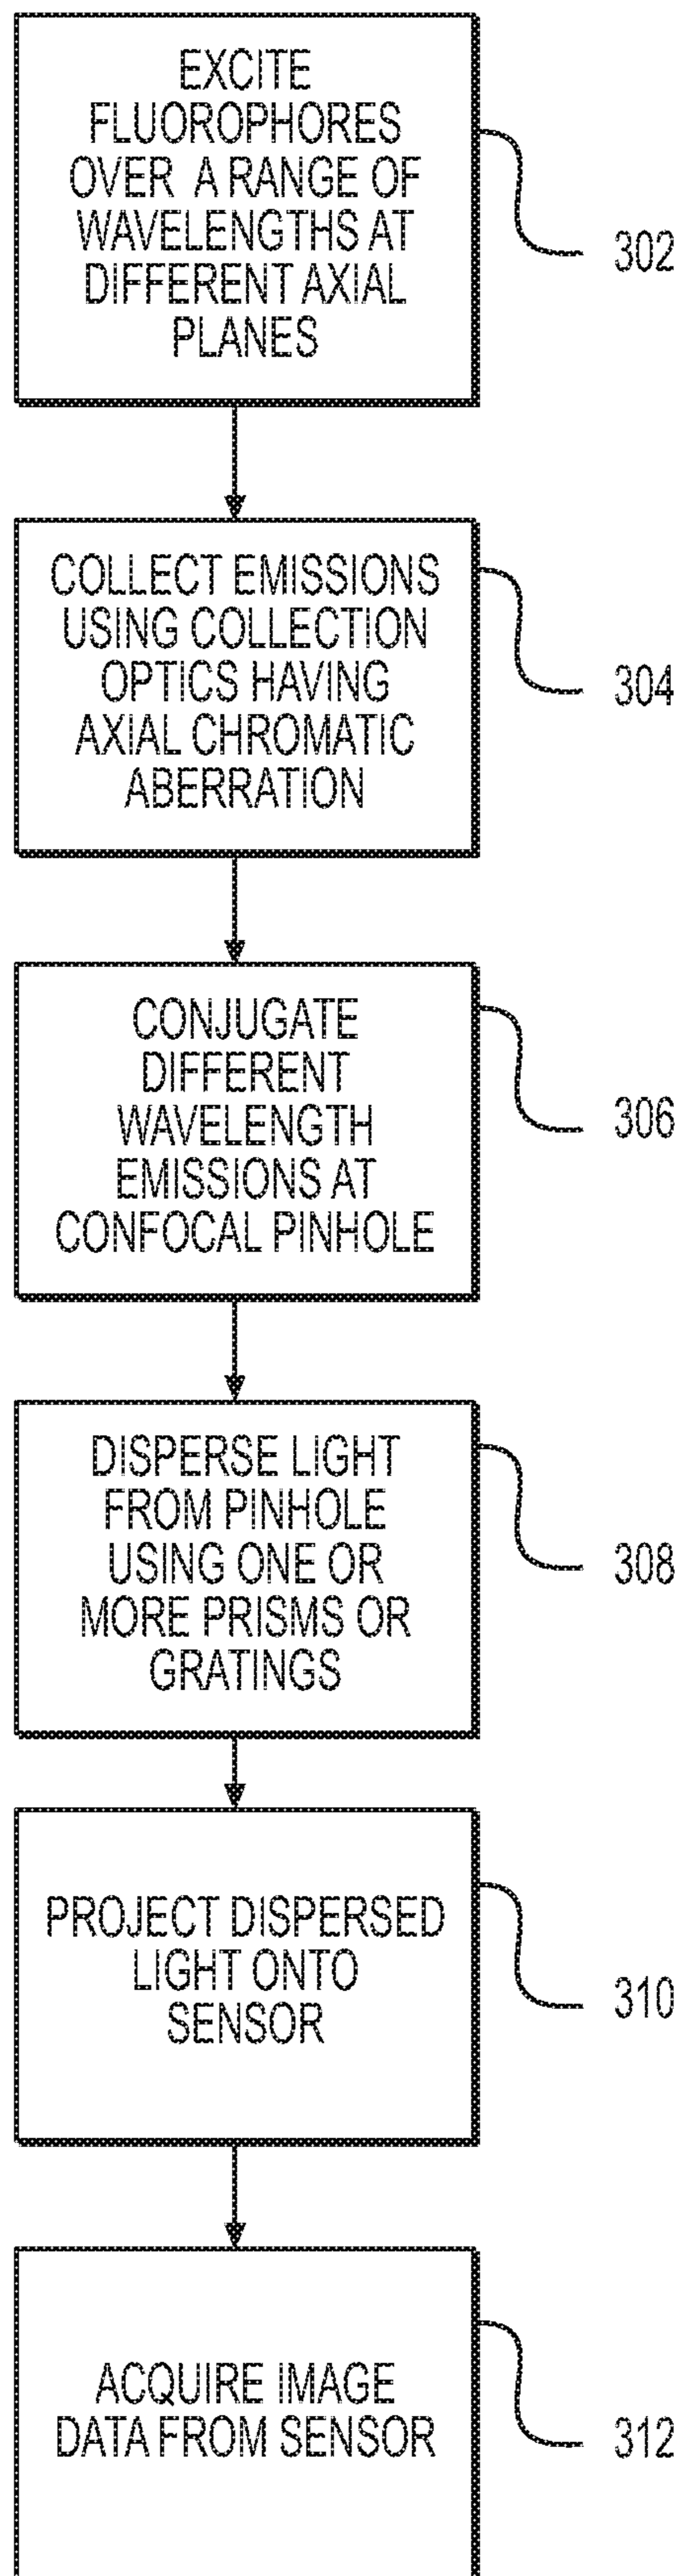 EXCITE
FLUOROPHORES
OVER A RANGE OF
WAVELENGTHS AT
DIFFERENT AXIAL
PLANES
302
COLLECT EMISSIONS
USING COLLECTION
OPTICS HAVING
AXIAL CHROMATIC
ABERRATION
304
CONJUGATE
DIFFERENT
WAVELENGTH
EMISSIONS AT
CONFOCAL PINHOLE
306
DISPERSE LIGHT
FROM PINHOLE
USING ONE OR
MORE PRISMS OR
GRATINGS
308
PROJECT DISPERSED
LIGHT ONTO
SENSOR
310
ACQUIRE IMAGE
DATA FROM SENSOR
312